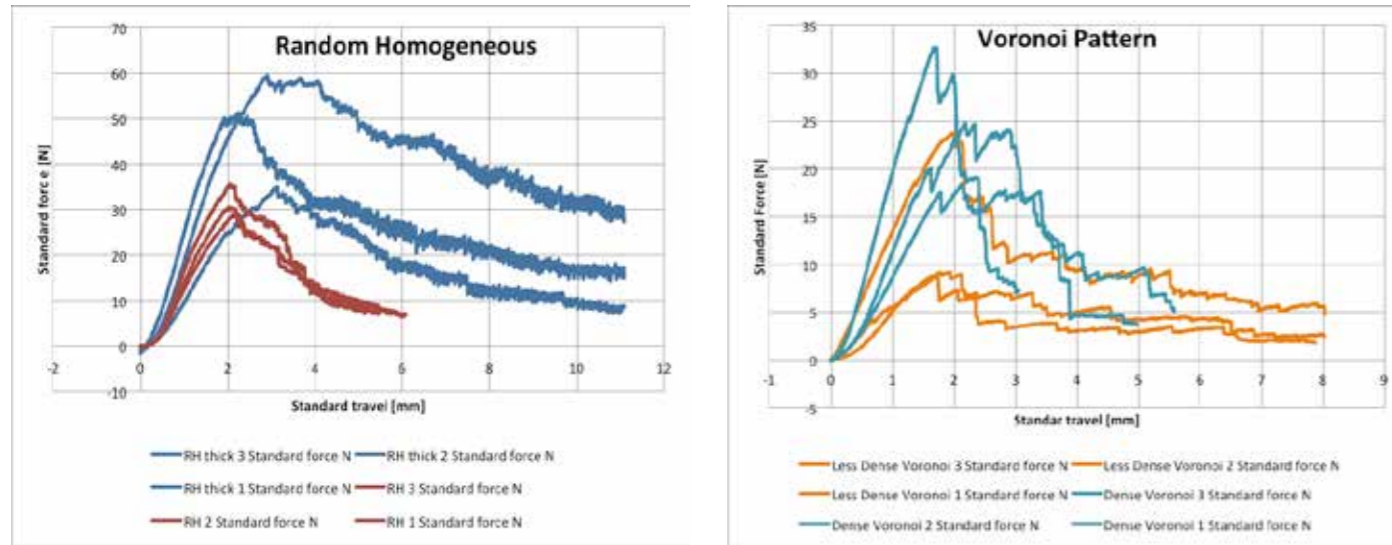 Random Homogeneous
70
60
50
40
30
20
10
0
-10
-2
0
2
4
6
8
10
12
Standard force [N]
Standard travel [mm]
RH thick 3 Standard force N
RH thick 2 Standard force N
RH thick 1 Standard force N
RH 3 Standard force N
RH 2 Standard force N
RH 1 Standard force N
Voronoi Pattern
35
30
25
20
15
10
5
0
-5
-1
0
1
2
3
4
5
6
7
8
9
Standard Force [N]
Standar travel [mm]
Less Dense Voronoi 3 Standard force N
Less Dense Voronoi 2 Standard force N
Less Dense Voronoi 1 Standard force N
Dense Voronoi 3 Standard force N
Dense Voronoi 2 Standard force N
Dense Voronoi 1 Standard force N